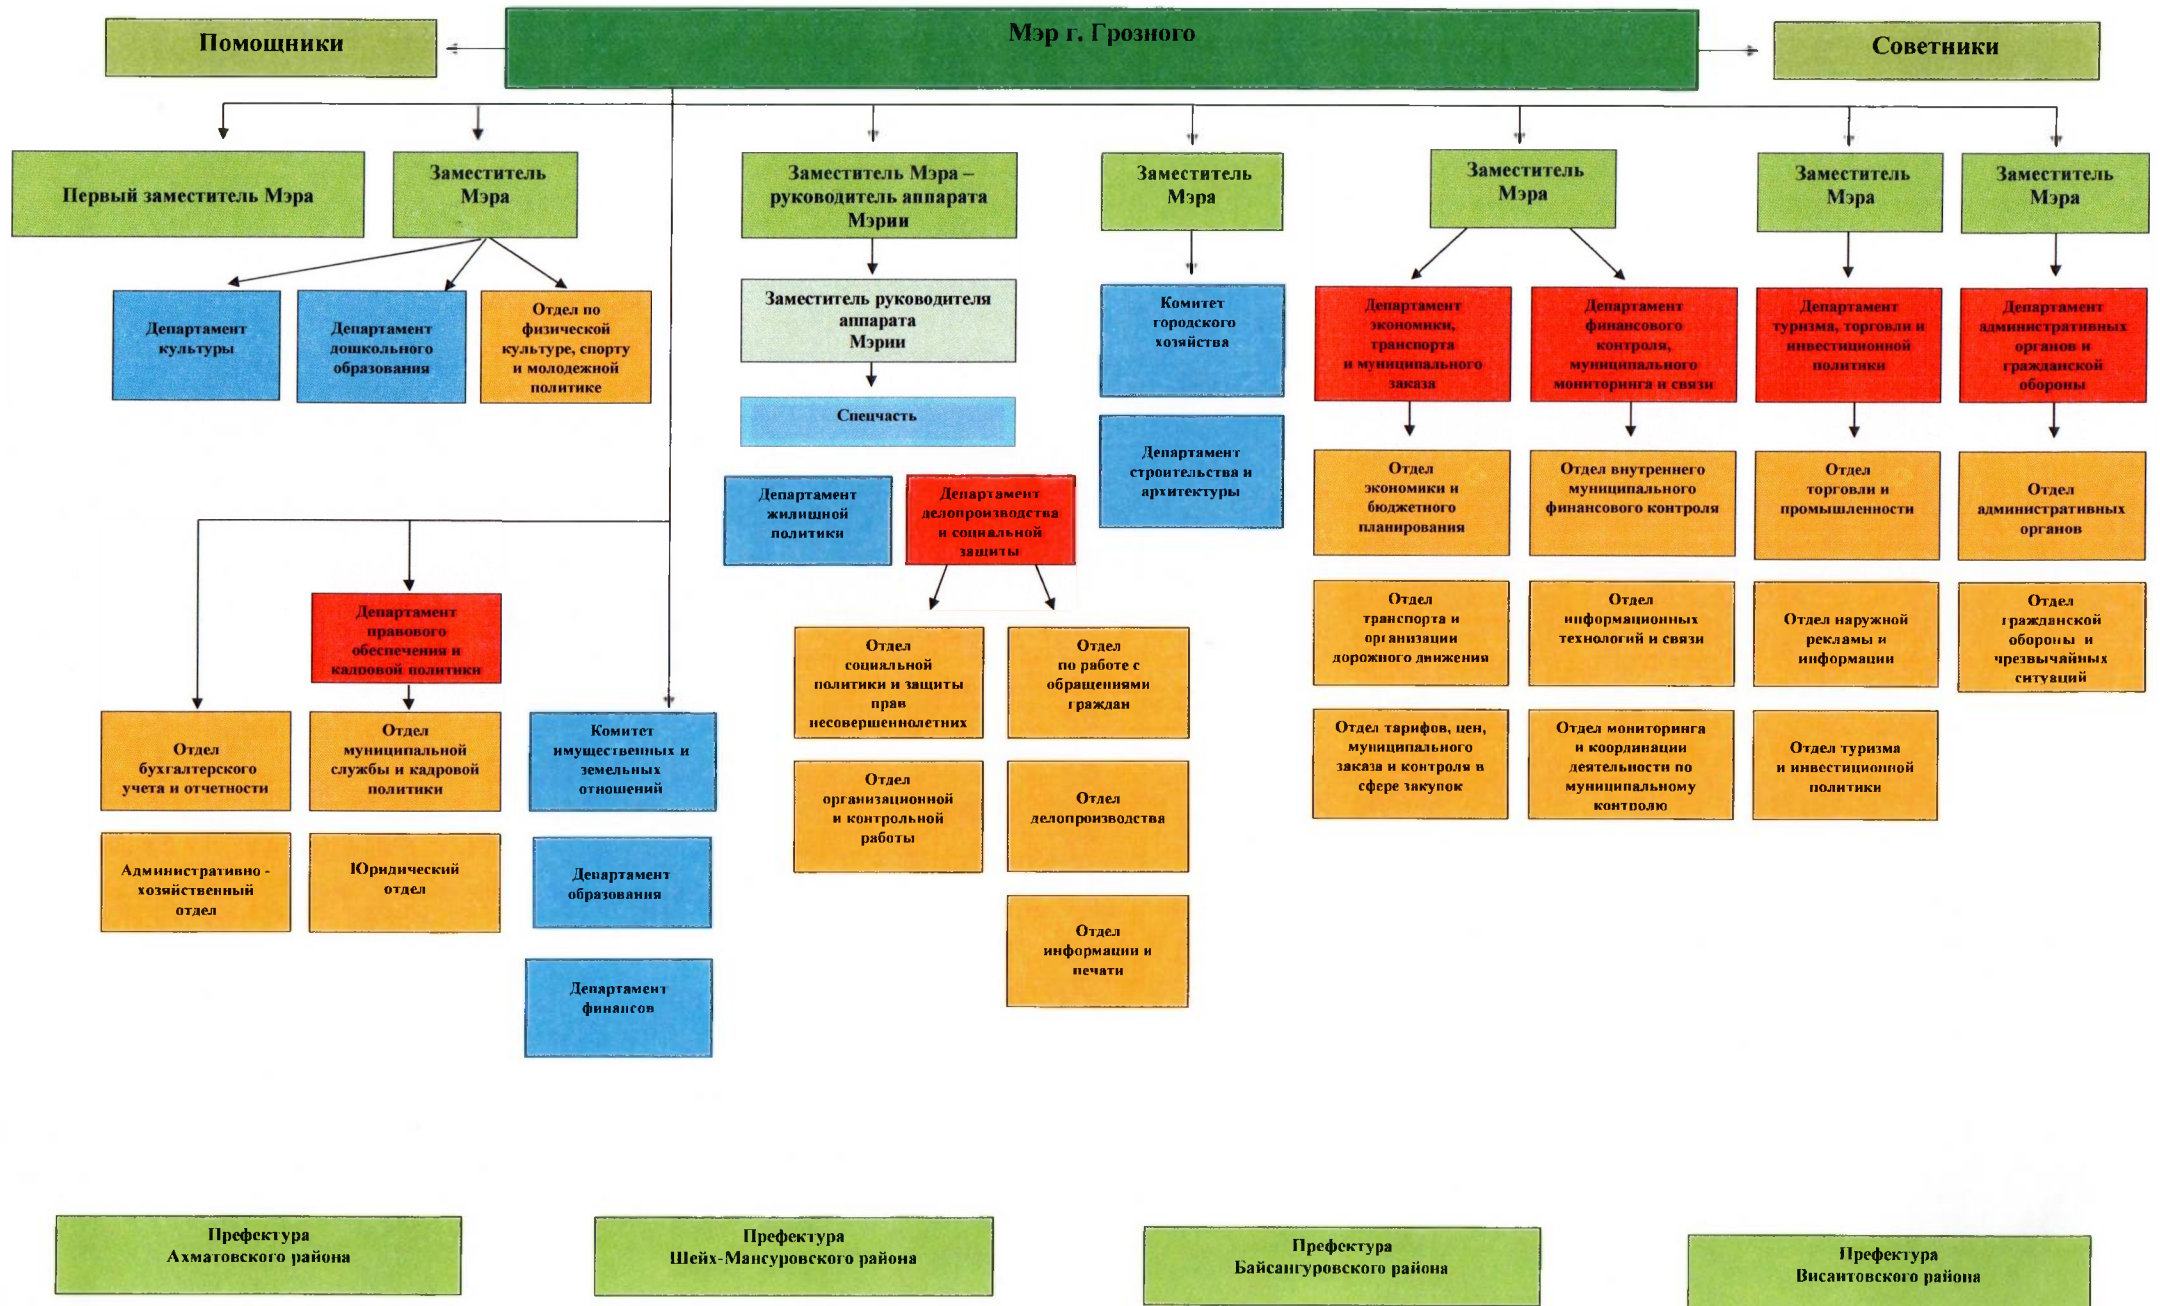 Помощники
Мэр г. Грозного
Советники
Первый заместитель Мэра
Заместитель
Мэра
Заместитель Мэра –
руководитель аппарата
Мэрии
Заместитель
Мэра
Заместитель
Мэра
Заместитель
Мэра
Заместитель
Мэра
Департамент
культуры
Департамент
дошкольного
образования
Отдел по
физической
культуре, спорту
и молодежной
политике
Заместитель руководителя
аппарата
Мэрии
Спецчасть
Комитет
городского
хозяйства
Департамент
строительства и
архитектуры
Департамент
экономики,
транспорта
и муниципального
заказа
Департамент
финансового
контроля,
муниципального
мониторинга и связи
Департамент
туризма, торговли и
инвестиционной
политики
Департамент
административных
органов и
гражданской
обороны
Департамент
жилищной
политики
Департамент
делопроизводства
и социальной
защиты
Отдел
экономики и
бюджетного
планирования
Отдел внутреннего
муниципального
финансового контроля
Отдел
торговли и
промышленности
Отдел
административных
органов
Отдел
транспорта и
организации
дорожного движения
Отдел
информационных
технологий и связи
Отдел наружной
рекламы и
информации
Отдел
гражданской
обороны и
чрезвычайных
ситуаций
Отдел тарифов, цен,
муниципального
заказа и контроля в
сфере закупок
Отдел мониторинга
и координации
деятельности по
муниципальному
контролю
Отдел туризма
и инвестиционной
политики
Департамент
правового
обеспечения и
кадровой политики
Отдел
бухгалтерского
учета и отчетности
Отдел
муниципальной
службы и кадровой
политики
Комитет
имущественных и
земельных
отношений
Административно -
хозяйственный
отдел
Юридический
отдел
Департамент
образования
Департамент
финансов
Отдел
социальной
политики и защиты
прав
несовершеннолетних
Отдел
по работе с
обращениями
граждан
Отдел
организационной
и контрольной
работы
Отдел
делопроизводства
Отдел
информации и
печати
Префектура
Ахматовского района
Префектура
Шейх-Мансуровского района
Префектура
Байсангуровского района
Префектура
Висаитовского района